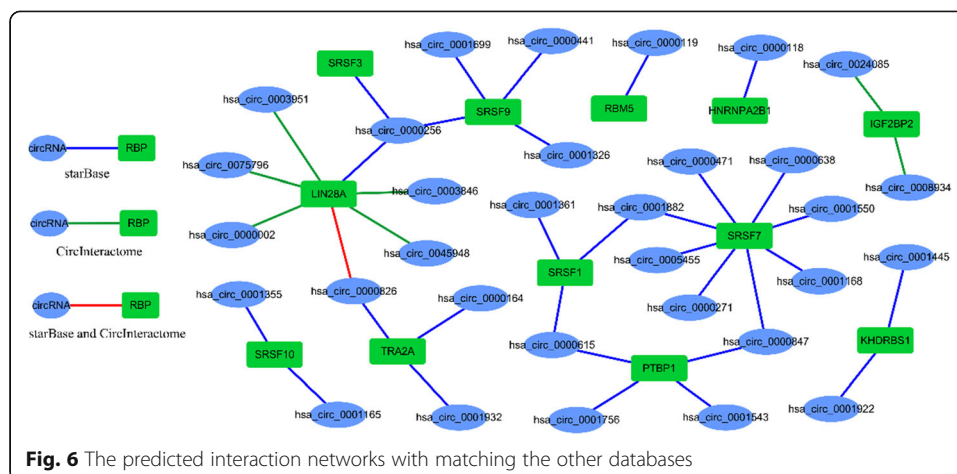 hsa_circ_0001699
hsa_circ_0000441
hsa_circ_0000119
hsa_circ_0000118
SRSF3
hsa_circ_0024085
hsa_circ_0003951
SRSF9
RBM5
HNRNPA2B1
IGF2BP2
circRNA
RBP
starBase
hsa_circ_0000256
hsa_circ_0001326
hsa_circ_0075796
LIN28A
hsa_circ_0003846
hsa_circ_0000471
hsa_circ_0000638
hsa_circ_0008934
hsa_circ_0001361
hsa_circ_0001882
hsa_circ_0001550
circRNA
RBP
CircInteractome
hsa_circ_0000002
hsa_circ_0045948
SRSF7
hsa_circ_0005455
hsa_circ_0001445
SRSF1
hsa_circ_0001168
hsa_circ_0000826
hsa_circ_0001355
hsa_circ_0000164
hsa_circ_0000271
circRNA
RBP
starBase and CircInteractome
SRSF10
TRA2A
hsa_circ_0000615
hsa_circ_0000847
KHDRBS1
PTBP1
hsa_circ_0001165
hsa_circ_0001932
hsa_circ_0001756
hsa_circ_0001543
hsa_circ_0001922
Fig. 6 The predicted interaction networks with matching the other databases